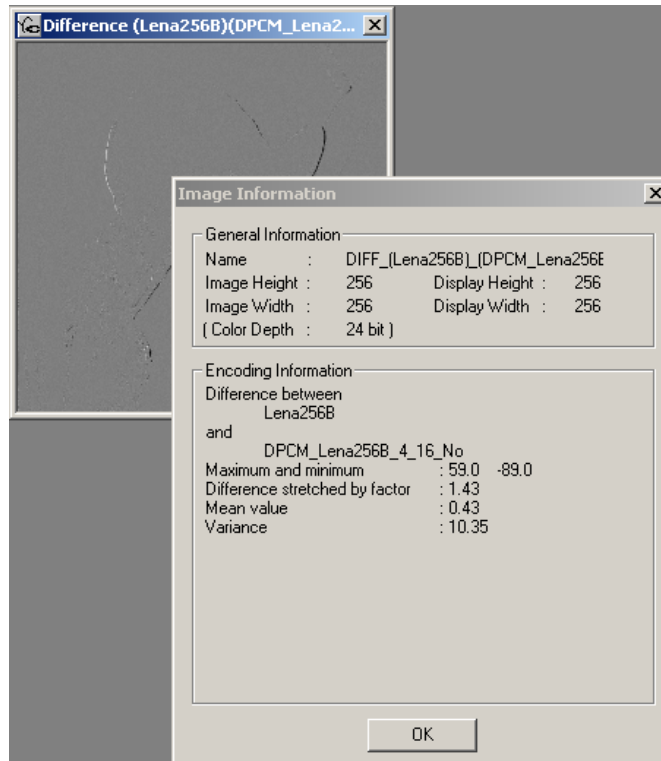 Difference (Lena256B)(DPCM_Lena2...
Image Information
General Information
Name : DIFF_(Lena256B)_(DPCM_Lena256E
Image Height : 256 Display Height : 256
Image Width : 256 Display Width : 256
( Color Depth : 24 bit )
Encoding Information
Difference between
Lena256B
and
DPCM_Lena256B_4_16_No
Maximum and minimum : 59.0 -89.0
Difference stretched by factor : 1.43
Mean value : 0.43
Variance : 10.35
OK